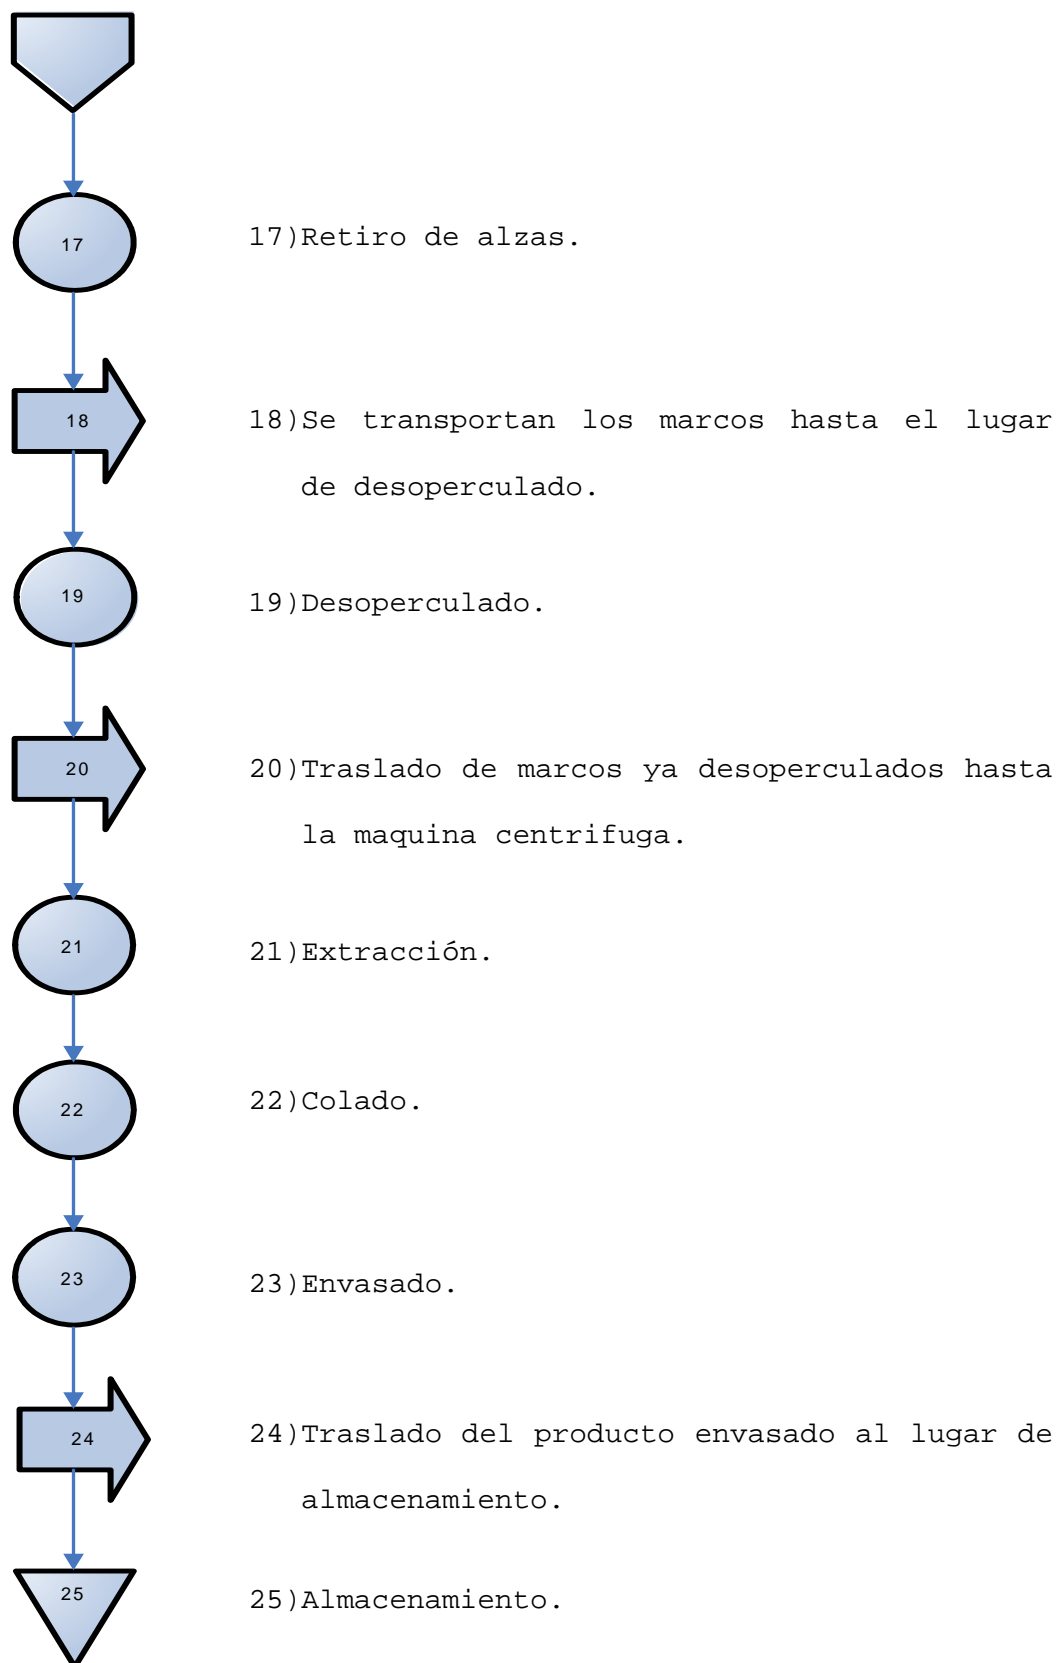 17
17)Retiro de alzas.
18
18)Se transportan los marcos hasta el lugar
de desoperculado.
19
19)Desoperculado.
20
20)Traslado de marcos ya desoperculados hasta
la maquina centrifuga.
21
21)Extracción.
22
22)Colado.
23
23)Envasado.
24
24)Traslado del producto envasado al lugar de
almacenamiento.
25
25)Almacenamiento.